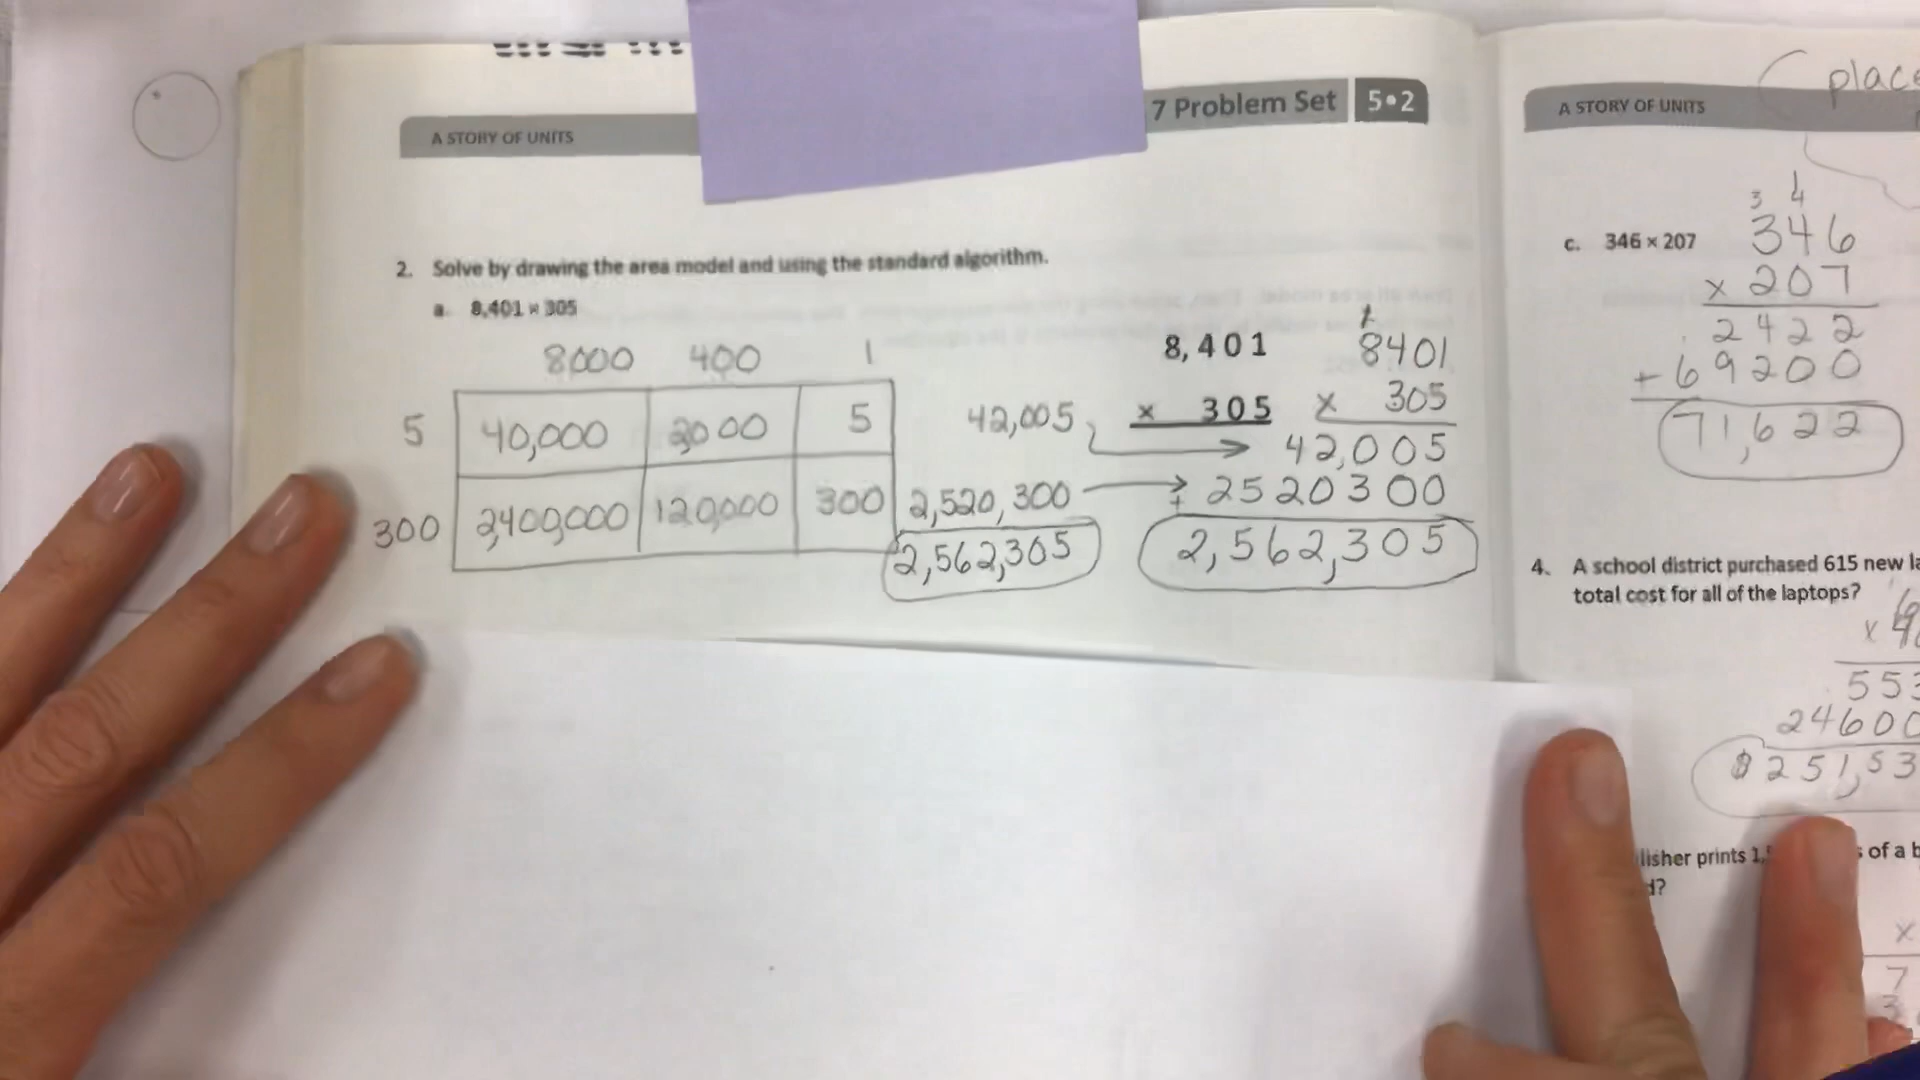 7 Problem Set 5•2
A STORY OF UNITS
2. Solve by drawing the area model and using the standard algorithm.
a. 8,401 × 305
8000 400 1
5 40,000 2000 5 42,005
300 2,400,000 120,000 300 2,520,300
2,562,305
8,401
× 305
8401
× 305
42,005
+ 2520300
2,562,305
place
A STORY OF UNITS
c. 346 × 207
3 4
346
× 207
2422
+ 69200
71,622
4. A school district purchased 615 new
total cost for all of the laptops?
×
553
24600
$251,53
lisher prints
of a
×
7
3